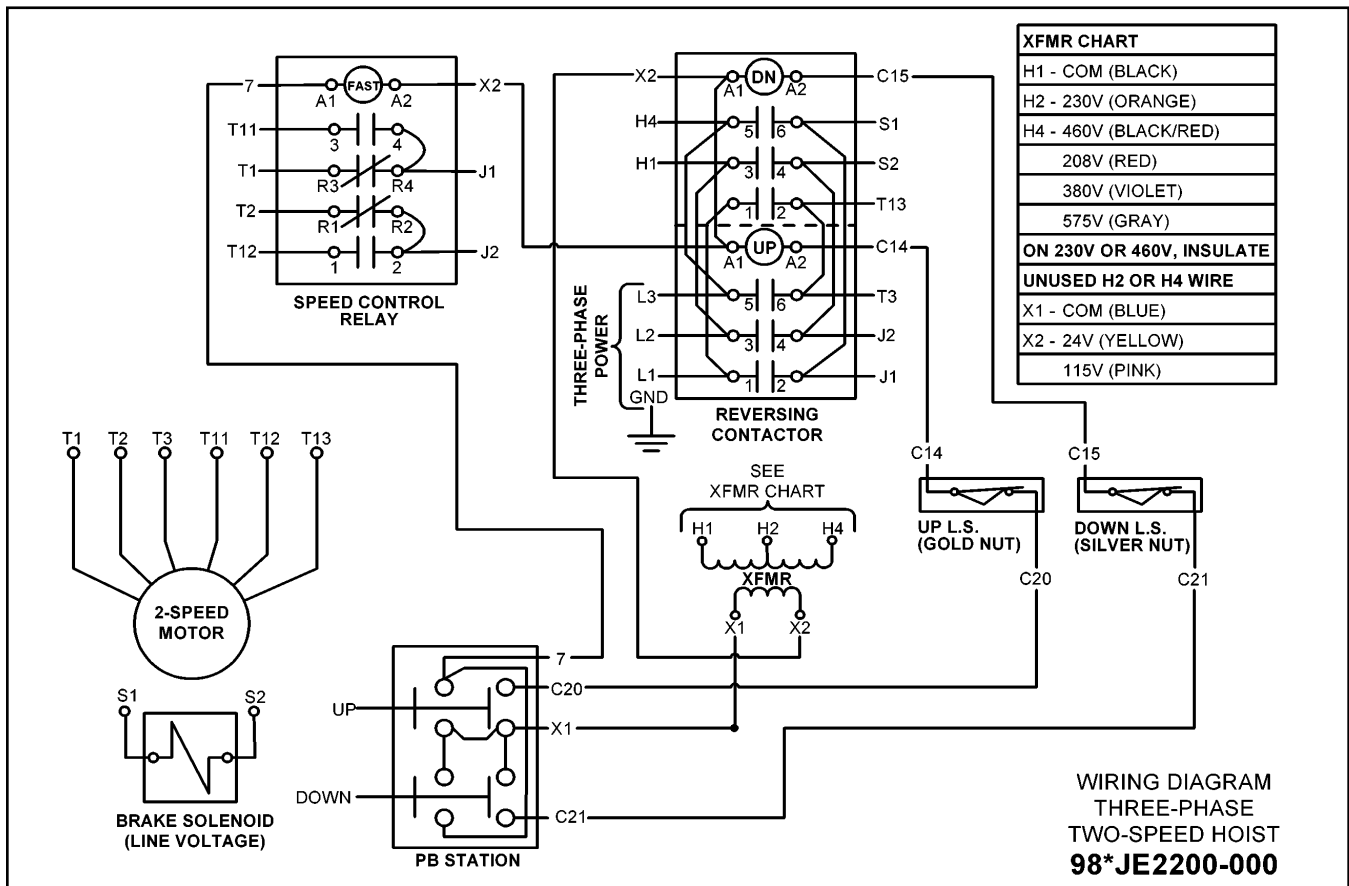 7
FAST
A1
A2
X2
T11
3
4
T1
R3
R4
J1
T2
R1
R2
T12
1
2
J2
SPEED CONTROL
RELAY
X2
DN
A1
A2
C15
H4
5
6
S1
H1
3
4
S2
1
2
T13
UP
A1
A2
C14
L3
5
6
T3
L2
3
4
J2
L1
1
2
J1
GND
THREE-PHASE
POWER
REVERSING
CONTACTOR
XFMR CHART
H1 - COM (BLACK)
H2 - 230V (ORANGE)
H4 - 460V (BLACK/RED)
208V (RED)
380V (VIOLET)
575V (GRAY)
ON 230V OR 460V, INSULATE
UNUSED H2 OR H4 WIRE
X1 - COM (BLUE)
X2 - 24V (YELLOW)
115V (PINK)
T1 T2 T3 T11 T12 T13
2-SPEED
MOTOR
SEE
XFMR CHART
H1 H2 H4
XFMR
X1 X2
C14
UP L.S.
(GOLD NUT)
C20
C15
DOWN L.S.
(SILVER NUT)
C21
S1 S2
BRAKE SOLENOID
(LINE VOLTAGE)
7
C20
UP
X1
DOWN
C21
PB STATION
WIRING DIAGRAM
THREE-PHASE
TWO-SPEED HOIST
98*JE2200-000